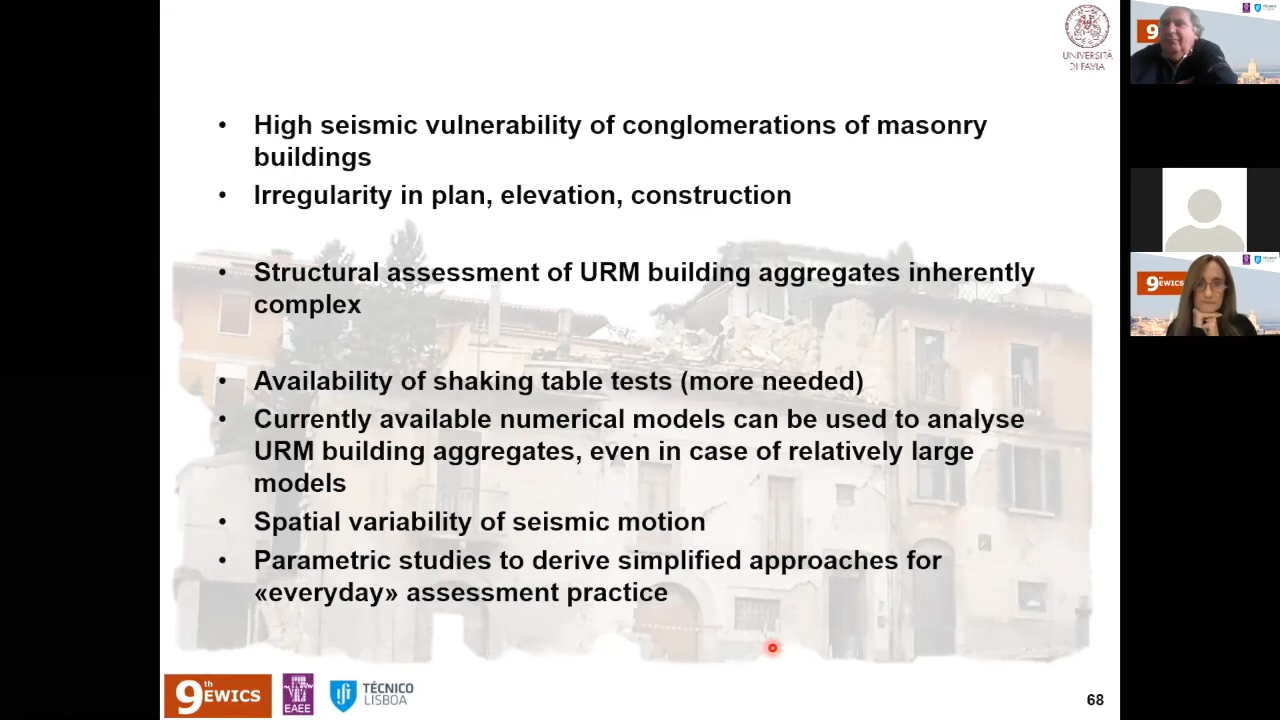 UNIVERSITÀ
DI PAVIA
• High seismic vulnerability of conglomerations of masonry
buildings
• Irregularity in plan, elevation, construction
• Structural assessment of URM building aggregates inherently
complex
• Availability of shaking table tests (more needed)
• Currently available numerical models can be used to analyse
URM building aggregates, even in case of relatively large
models
• Spatial variability of seismic motion
• Parametric studies to derive simplified approaches for
«everyday» assessment practice
9th EWICS
EAEE
TÉCNICO
LISBOA
68
9
9th EWICS